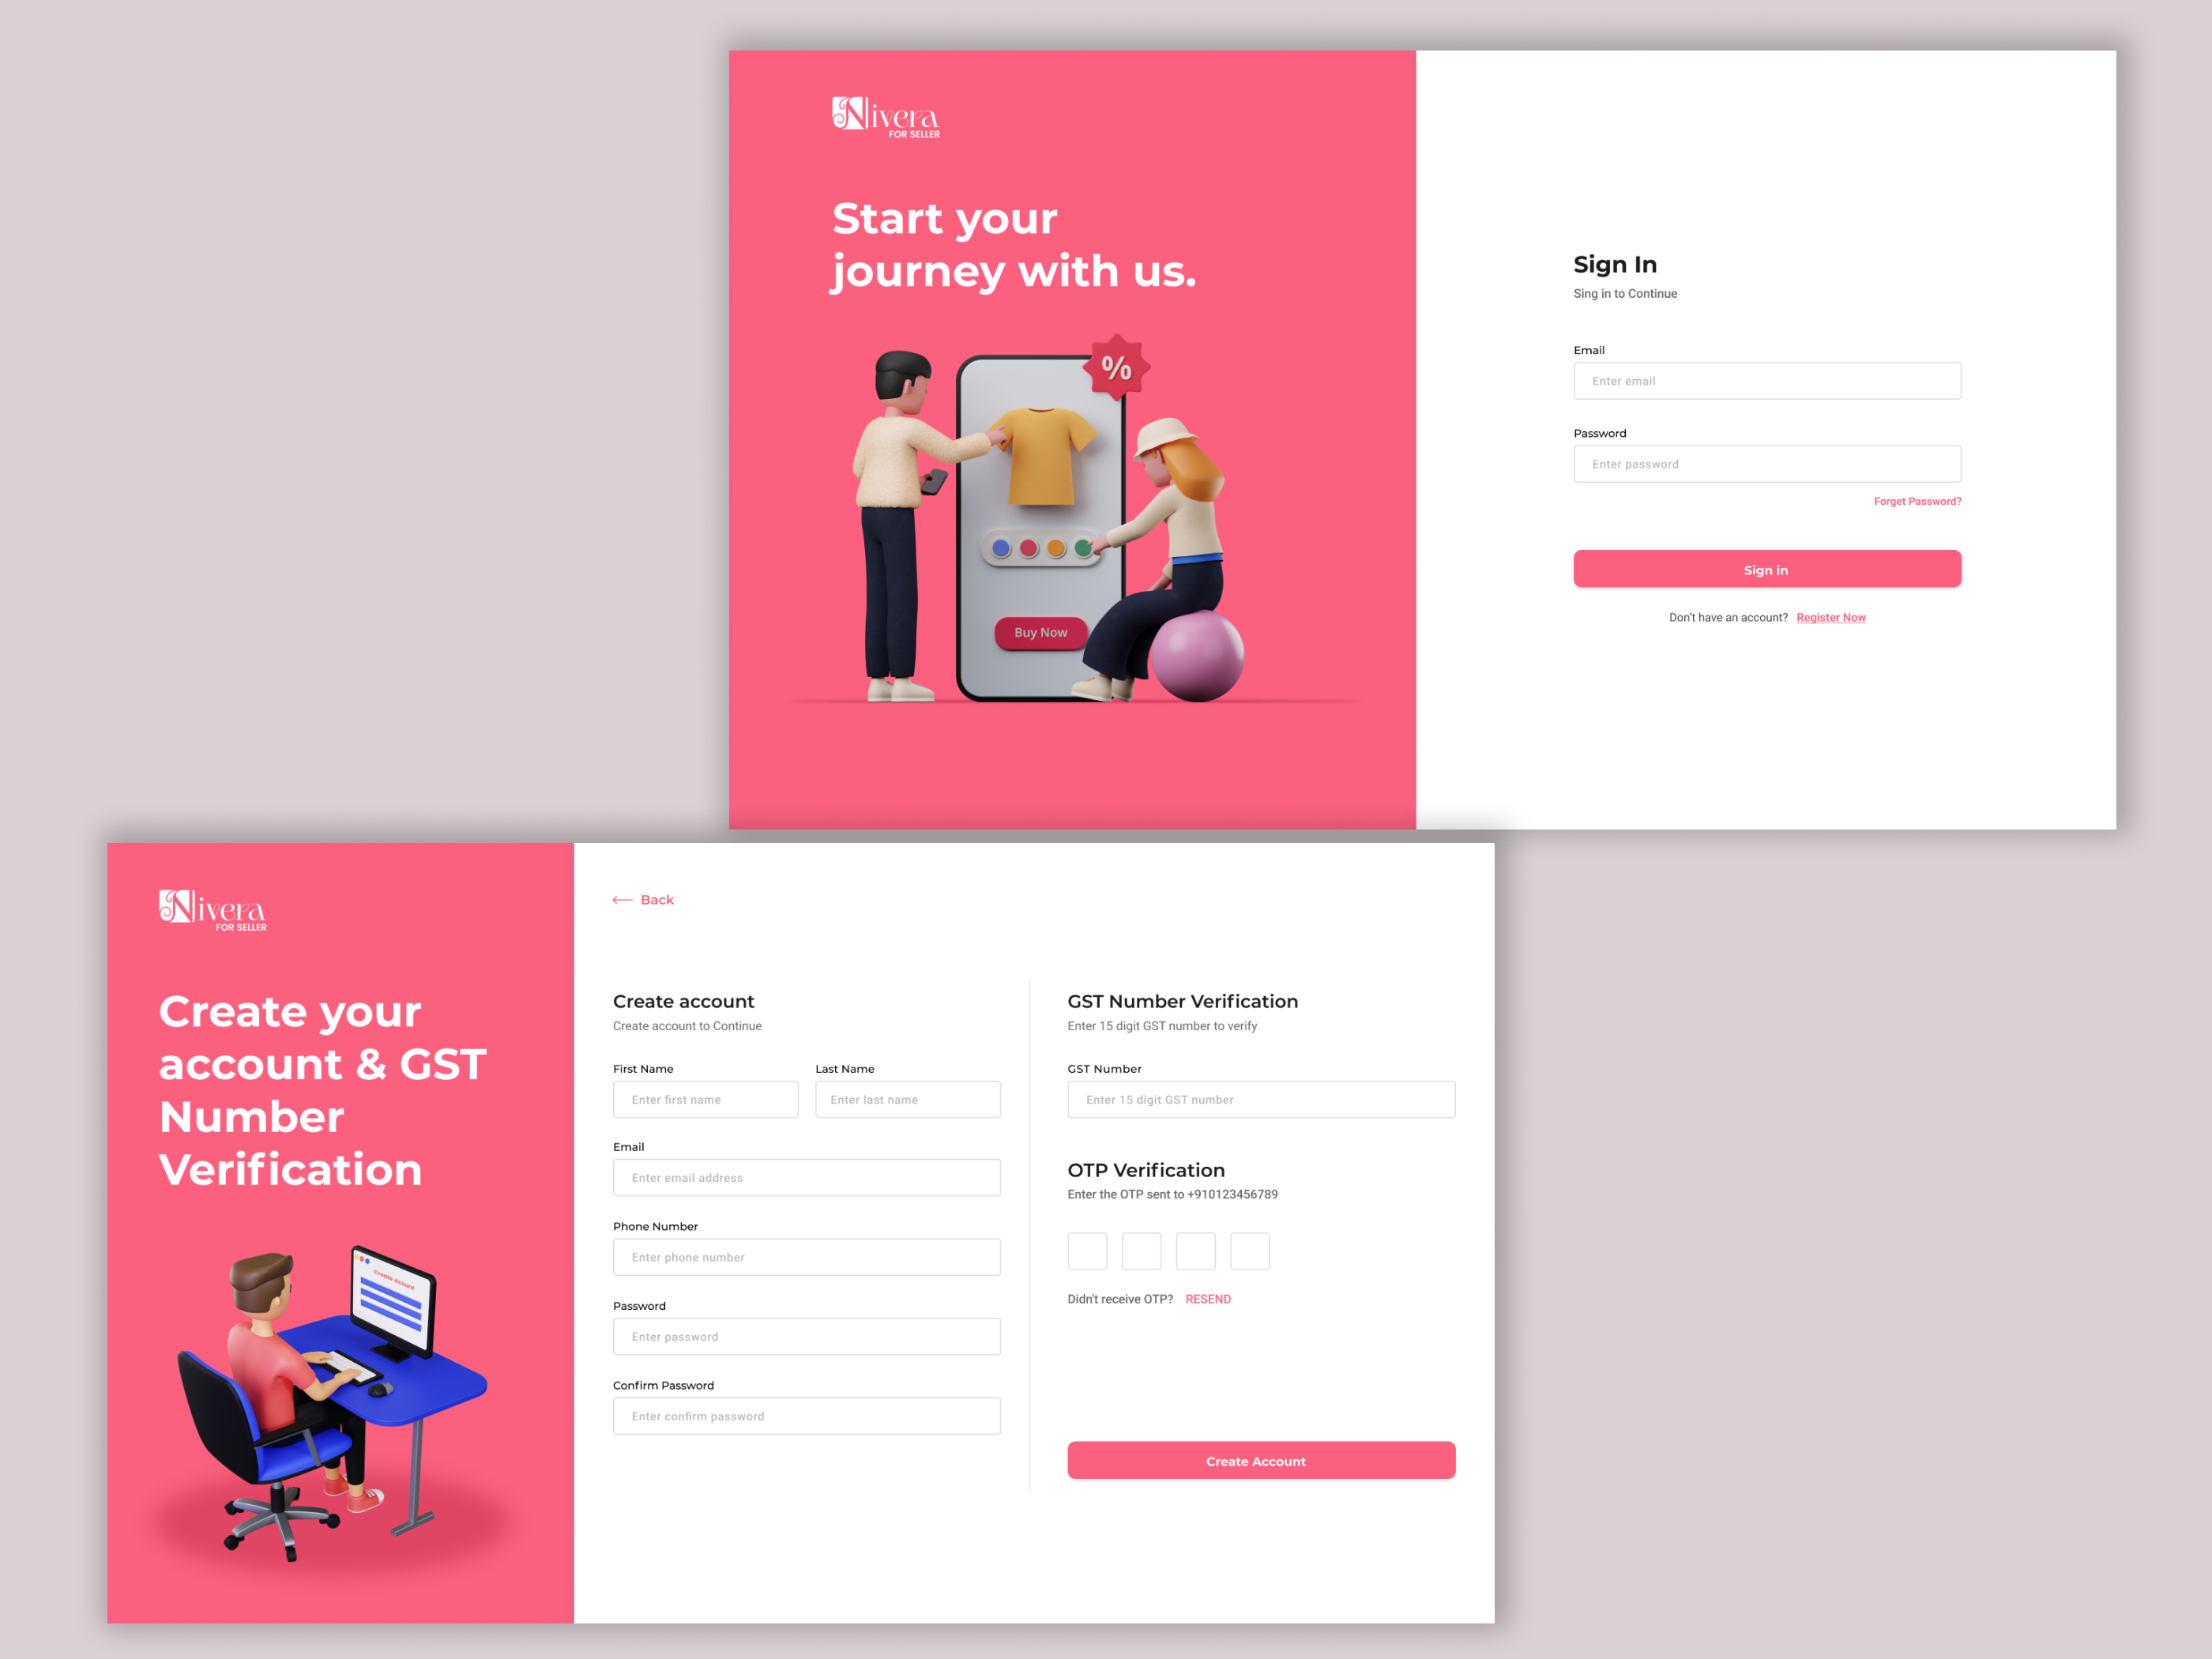 Nivera
FOR SELLER
Start your
journey with us.
%
Buy Now
Sign In
Sing in to Continue
Email
Enter email
Password
Enter password
Forget Password?
Sign in
Don't have an account? Register Now
Nivera
FOR SELLER
Create your
account & GST
Number
Verification
Create Acount
Back
Create account
Create account to Continue
First Name
Last Name
Enter first name
Enter last name
Email
Enter email address
Phone Number
Enter phone number
Password
Enter password
Confirm Password
Enter confirm password
GST Number Verification
Enter 15 digit GST number to verify
GST Number
Enter 15 digit GST number
OTP Verification
Enter the OTP sent to +910123456789
Didn't receive OTP? RESEND
Create Account